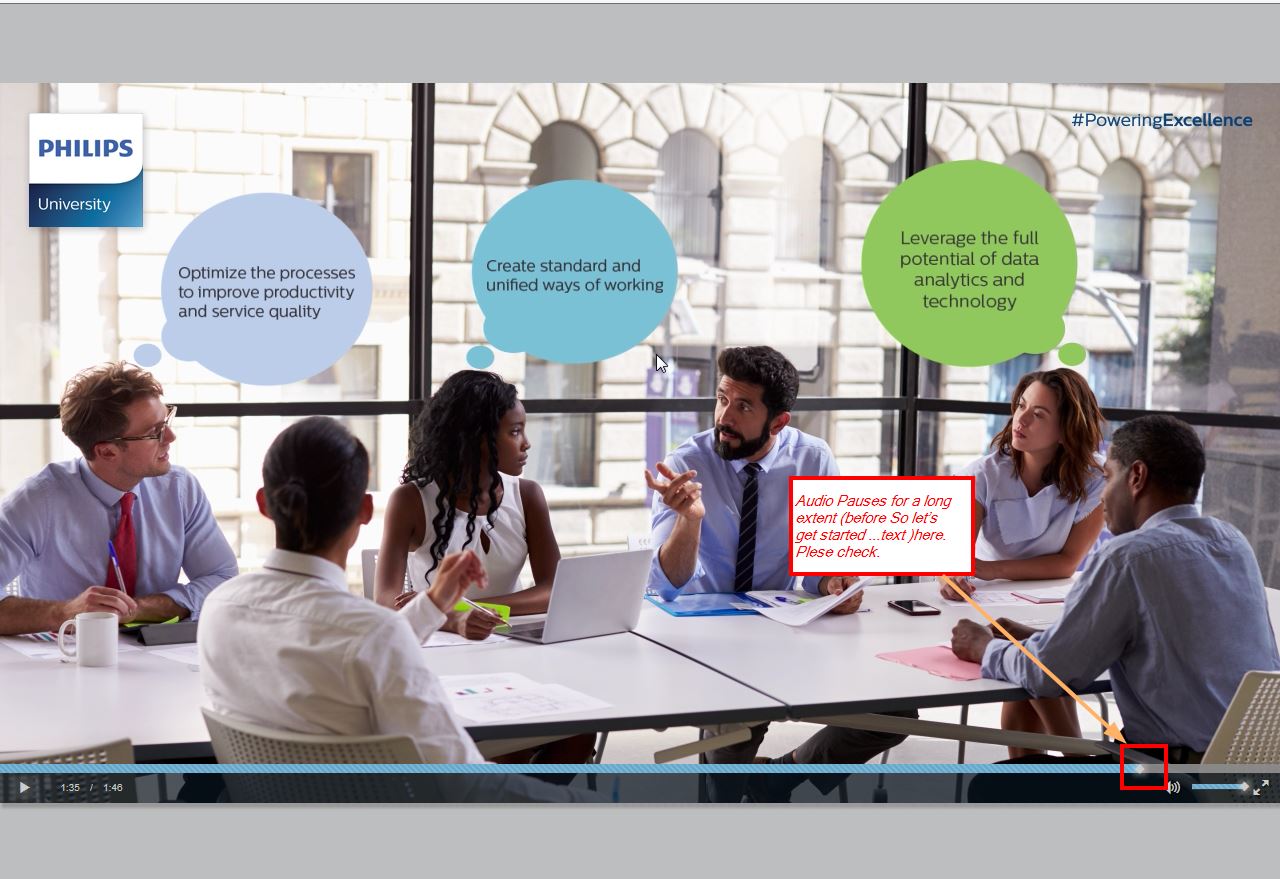 PHILIPS
University
#PoweringExcellence
Optimize the processes
to improve productivity
and service quality
Create standard and
unified ways of working
Leverage the full
potential of data
analytics and
technology
Audio Pauses for a long
extent (before So let's
get started ...text )here.
Plese check.
1:35 / 1:46